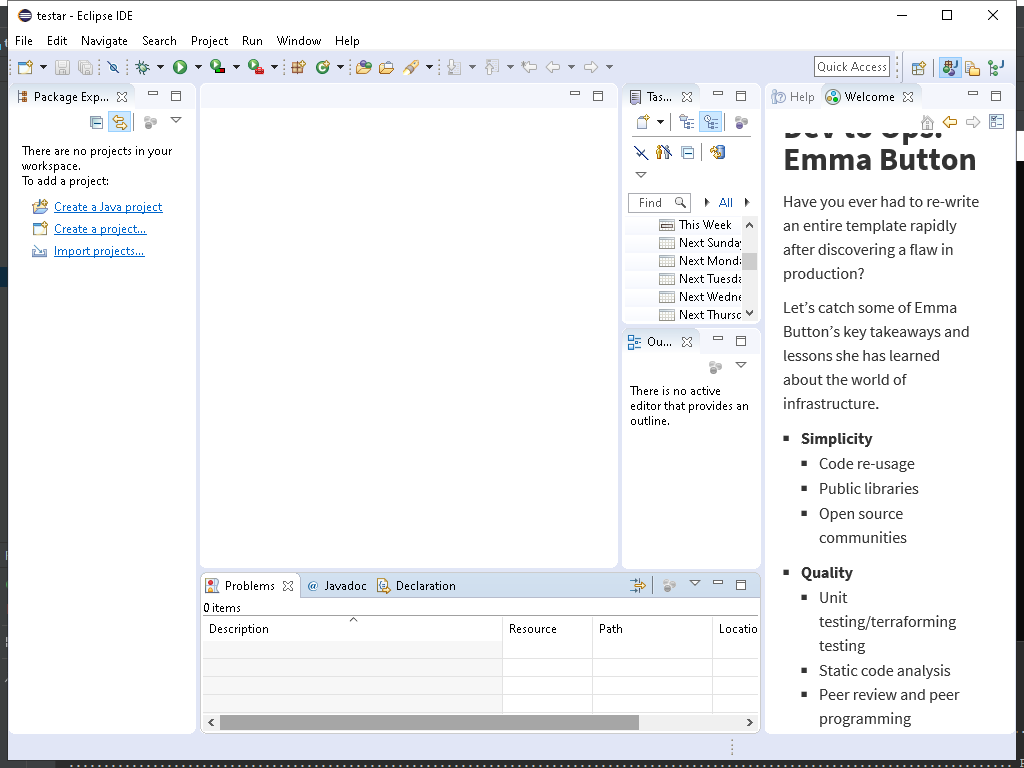 testar - Eclipse IDE
File Edit Navigate Search Project Run Window Help
Quick Access
Package Exp...
There are no projects in your
workspace.
To add a project:
Create a Java project
Create a project...
Import projects...
Tas...
Find
All
This Week
Next Sunday
Next Monda
Next Tuesda
Next Wedne
Next Thursd
Ou...
There is no active
editor that provides an
outline.
Help
Welcome
Dev to Ops:
Emma Button
Have you ever had to re-write
an entire template rapidly
after discovering a flaw in
production?
Let’s catch some of Emma
Button’s key takeaways and
lessons she has learned
about the world of
infrastructure.
Simplicity
Code re-usage
Public libraries
Open source
communities
Quality
Unit
testing/terraforming
testing
Static code analysis
Peer review and peer
programming
Problems
@ Javadoc
Declaration
0 items
Description Resource Path Locatio